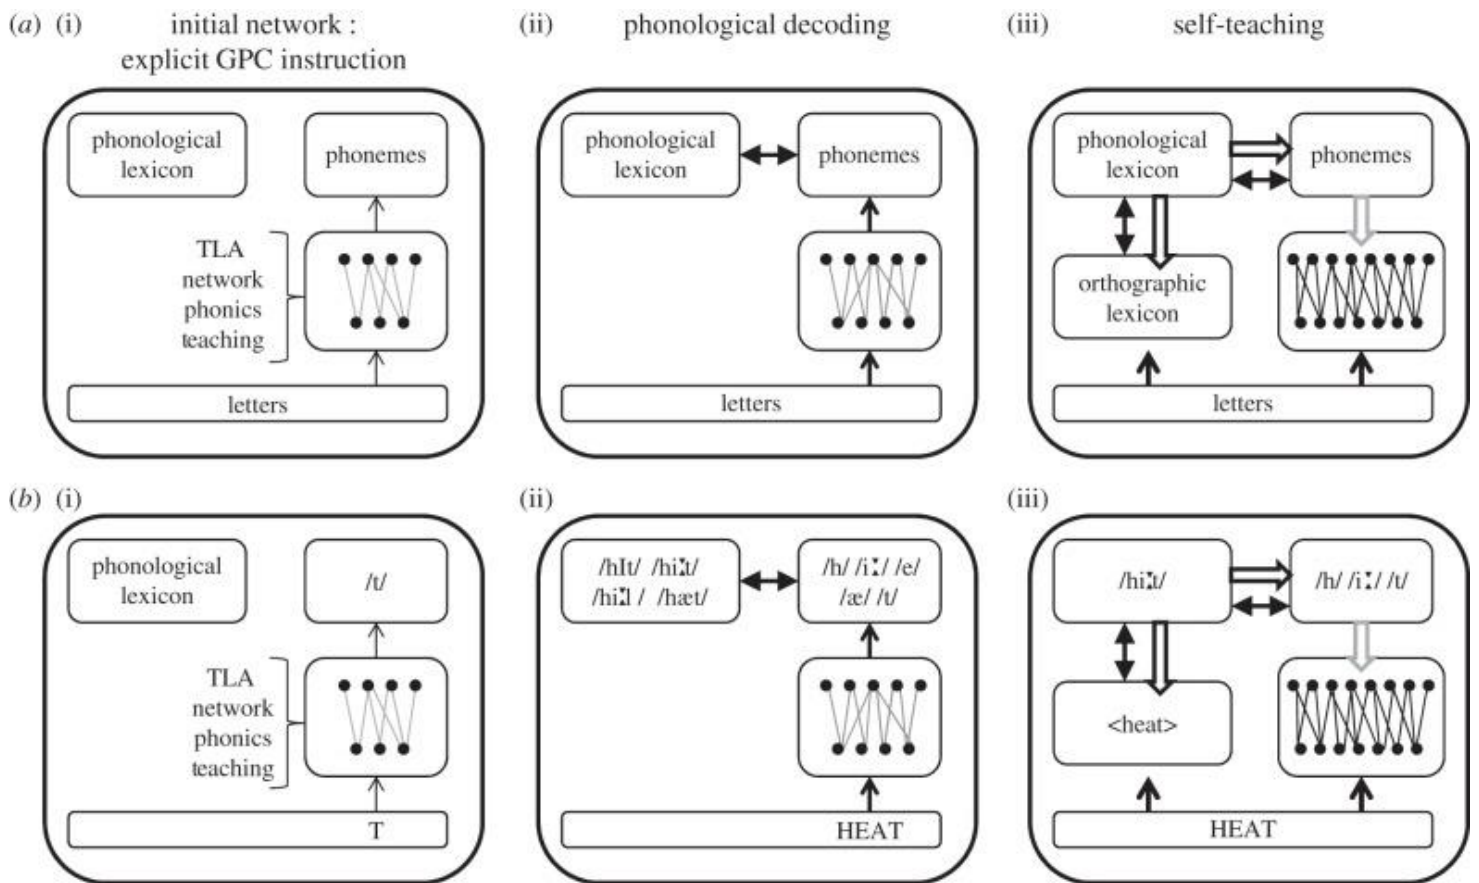 (a) (i) initial network :
explicit GPC instruction
phonological
lexicon
phonemes
TLA
network
phonics
teaching
letters
(ii) phonological decoding
phonological
lexicon
phonemes
letters
(iii) self-teaching
phonological
lexicon
phonemes
orthographic
lexicon
letters
(b) (i)
phonological
lexicon
/t/
TLA
network
phonics
teaching
T
(ii)
/hɪt/ /hiːt/
/hiːl / /hæt/
/h/ /iː/ /e/
/æ/ /t/
HEAT
(iii)
/hiːt/
/h/ /iː/ /t/
<heat>
HEAT